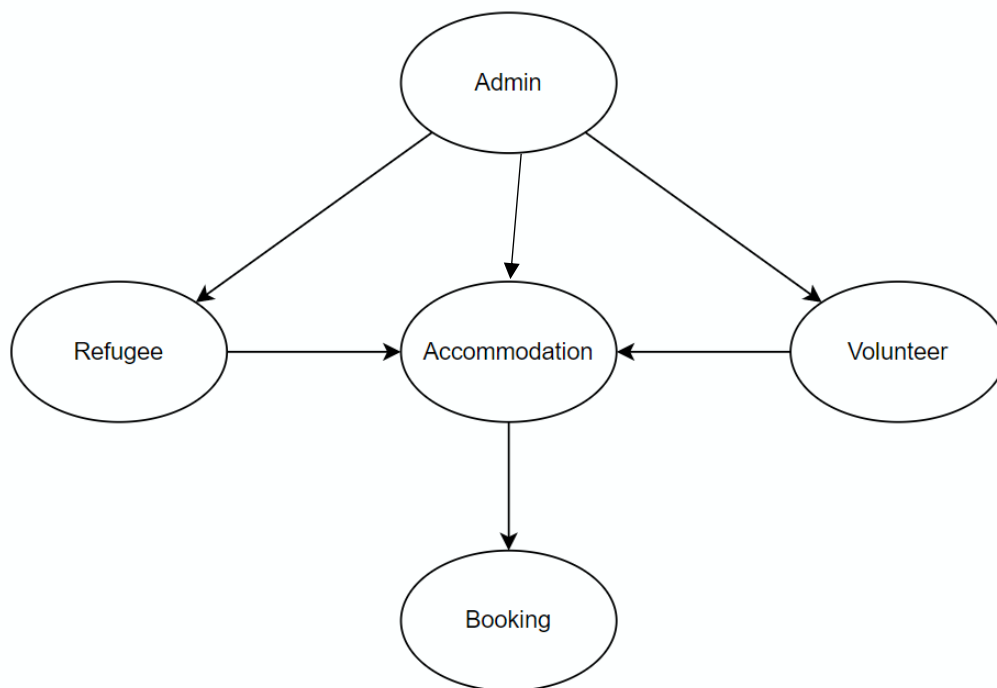 Admin
Refugee
Accommodation
Volunteer
Booking